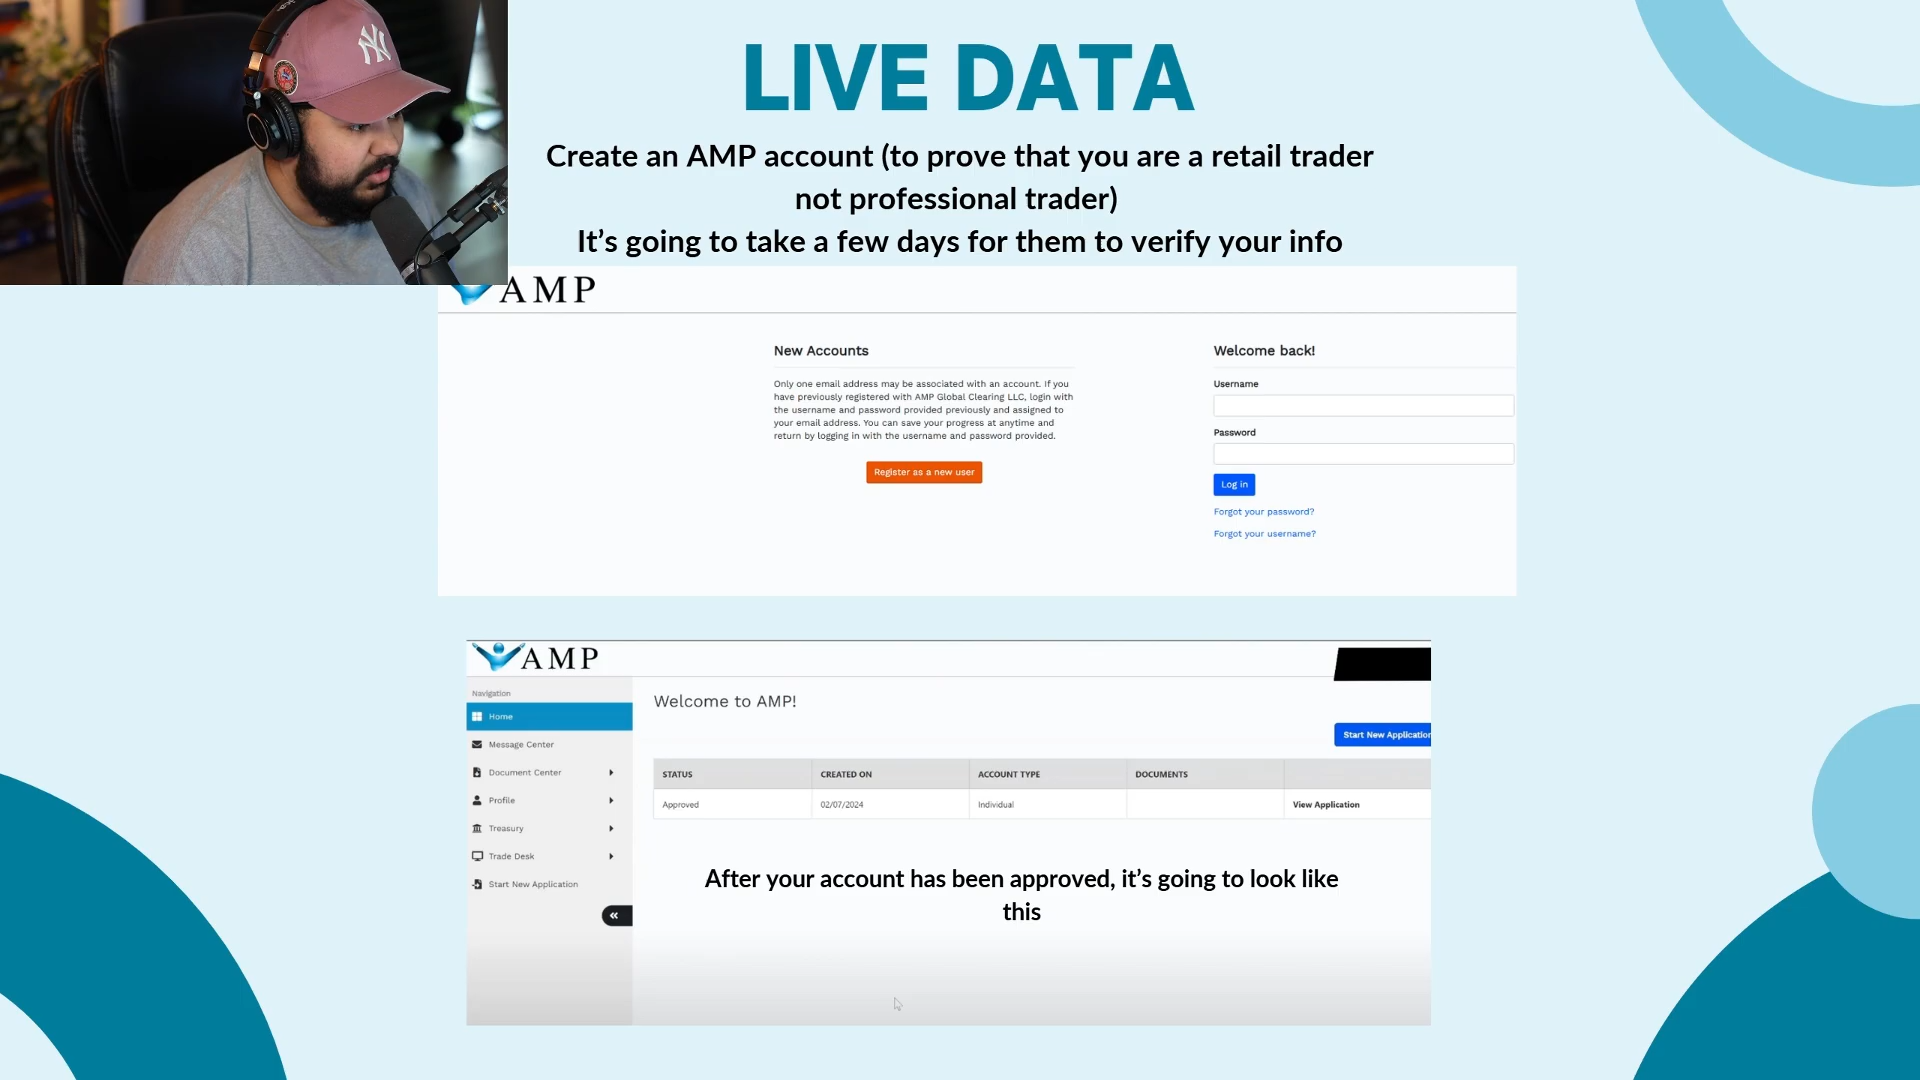 LIVE DATA
Create an AMP account (to prove that you are a retail trader
not professional trader)
It's going to take a few days for them to verify your info
AMP
New Accounts
Only one email address may be associated with an account. If you
have previously registered with AMP Global Clearing LLC, login with
the username and password provided previously and assigned to
your email address. You can save your progress at anytime and
return by logging in with the username and password provided.
Register as a new user
Welcome back!
Username
Password
Log in
Forgot your password?
Forgot your username?
AMP
Navigation
Home
Message Center
Document Center
Profile
Treasury
Trade Desk
Start New Application
Welcome to AMP!
Start New Application
STATUS CREATED ON ACCOUNT TYPE DOCUMENTS
Approved 02/07/2024 Individual View Application
After your account has been approved, it's going to look like
this